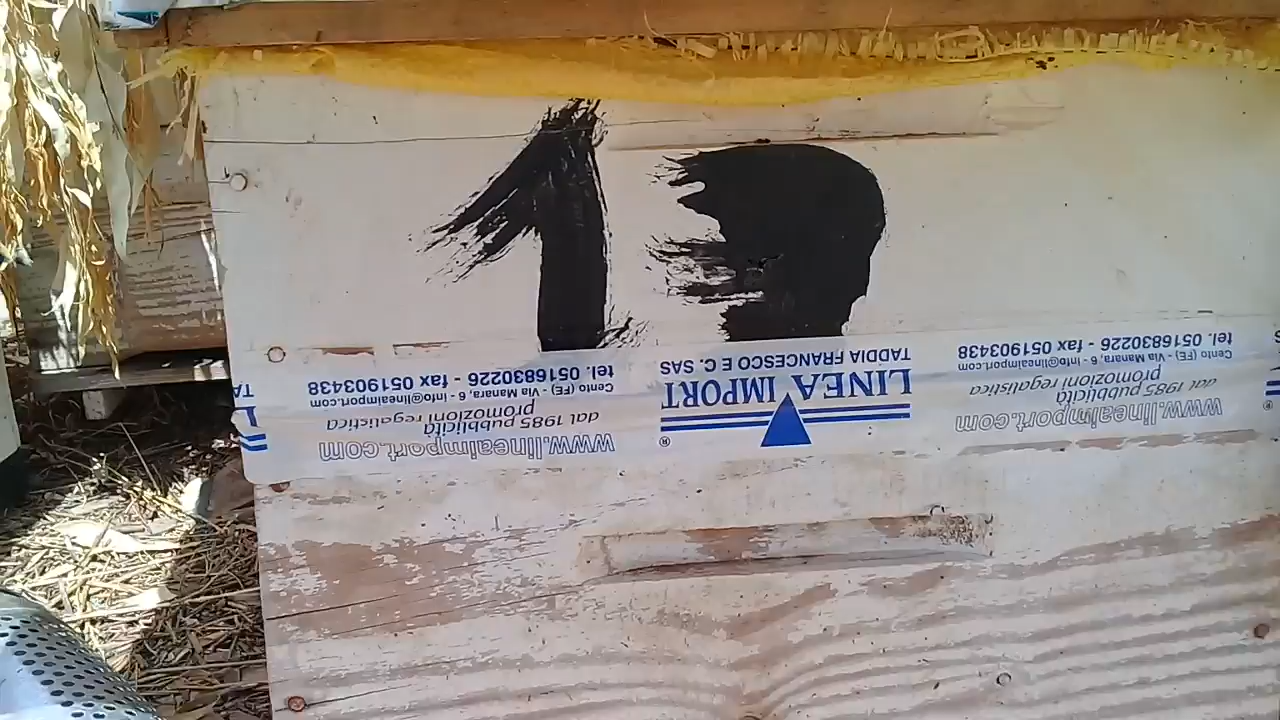 13
www.lineaimport.com
dal 1985 pubblicità
promozioni regalistica
Cento (FE) - Via Manara, 6 - info@lineaimport.com
tel. 0516830226 - fax 051903438
®
LINEA IMPORT
TADDIA FRANCESCO E C. SAS
www.lineaimport.com
dal 1985 pubblicità
promozioni regalistica
Cento (FE) - Via Manara, 6 - info@lineaimport.com
tel. 0516830226 - fax 051903438
L
TA